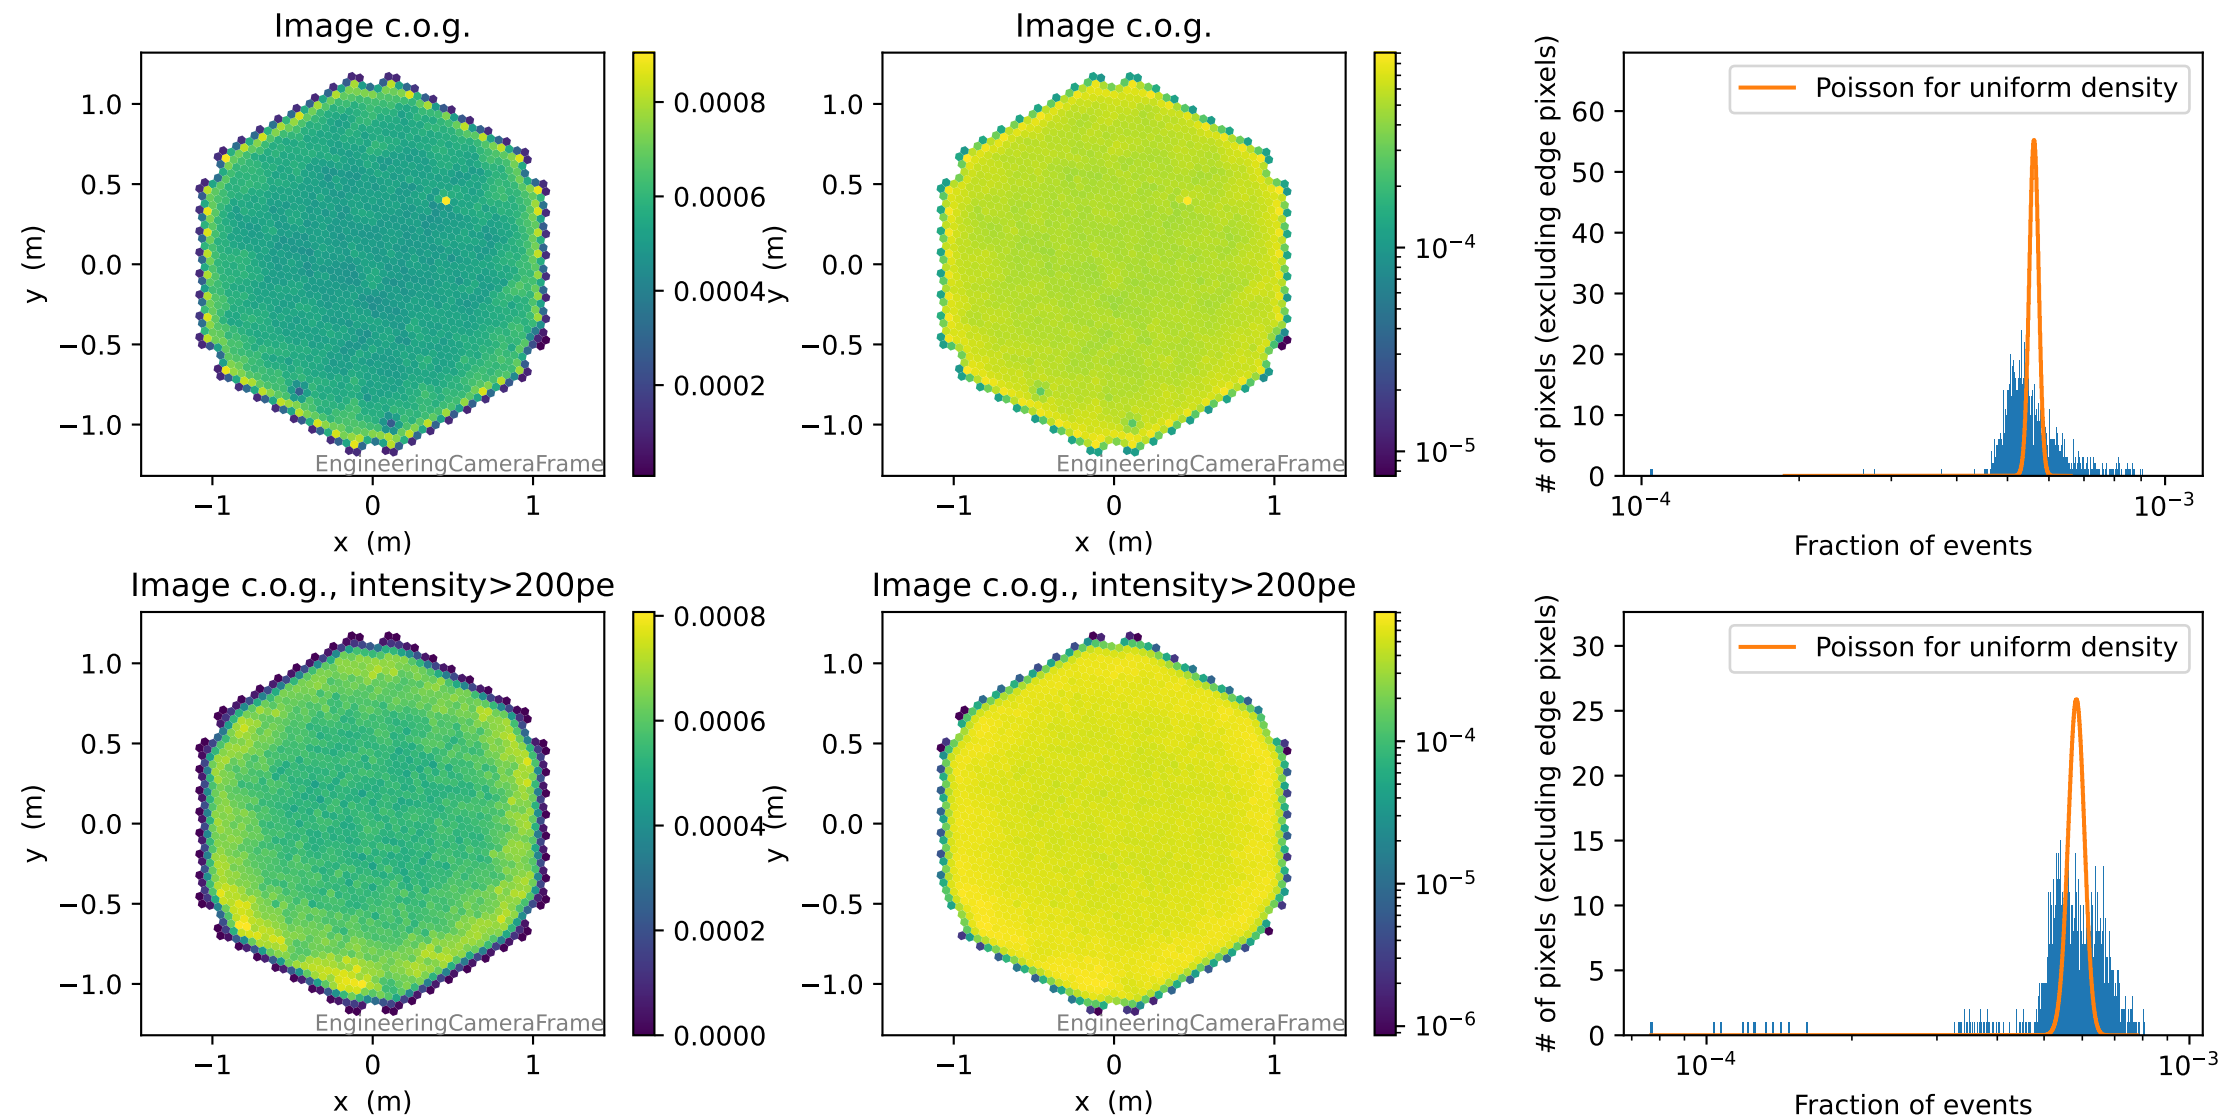 Image c.o.g.
1.0
0.5
0.0
−0.5
−1.0
y (m)
−1
0
1
x (m)
EngineeringCameraFrame
0.0008
0.0006
0.0004
0.0002
Image c.o.g.
1.0
0.5
0.0
−0.5
−1.0
y (m)
−1
0
1
x (m)
EngineeringCameraFrame
10−4
10−5
# of pixels (excluding edge pixels)
60
50
40
30
20
10
0
Poisson for uniform density
10−4
10−3
Fraction of events
Image c.o.g., intensity>200pe
1.0
0.5
0.0
−0.5
−1.0
y (m)
−1
0
1
x (m)
EngineeringCameraFrame
0.0008
0.0006
0.0004
0.0002
0.0000
Image c.o.g., intensity>200pe
1.0
0.5
0.0
−0.5
−1.0
y (m)
−1
0
1
x (m)
EngineeringCameraFrame
10−4
10−5
10−6
# of pixels (excluding edge pixels)
30
25
20
15
10
5
0
Poisson for uniform density
10−4
10−3
Fraction of events